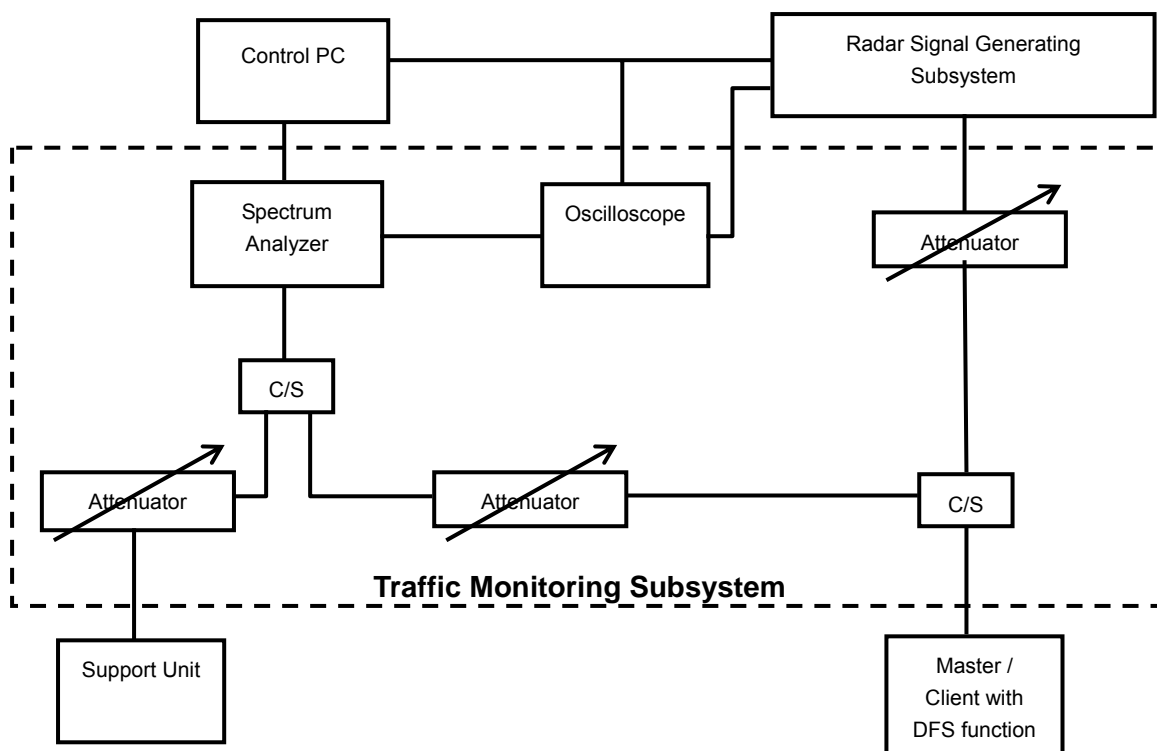 Control PC
Radar Signal Generating
Subsystem
Spectrum
Analyzer
Oscilloscope
Attenuator
C/S
Attenuator
Attenuator
C/S
Traffic Monitoring Subsystem
Support Unit
Master /
Client with
DFS function